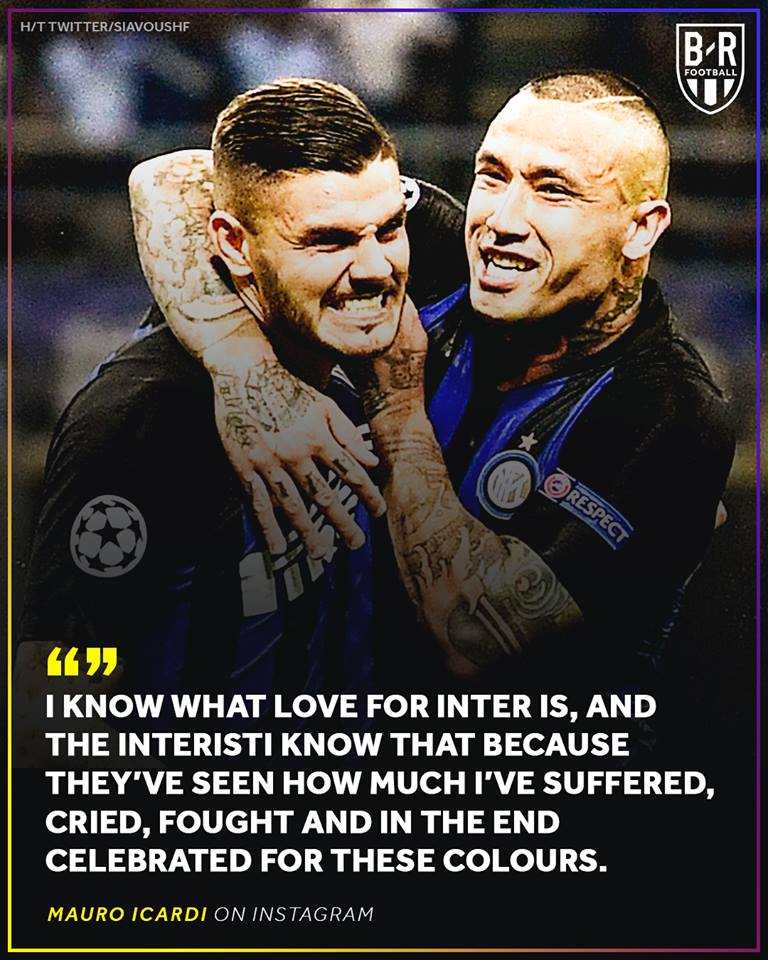 H/T TWITTER/SIAVOUSHF
B R
FOOTBALL
RESPECT
“”
I KNOW WHAT LOVE FOR INTER IS, AND
THE INTERISTI KNOW THAT BECAUSE
THEY’VE SEEN HOW MUCH I’VE SUFFERED,
CRIED, FOUGHT AND IN THE END
CELEBRATED FOR THESE COLOURS.
MAURO ICARDI ON INSTAGRAM